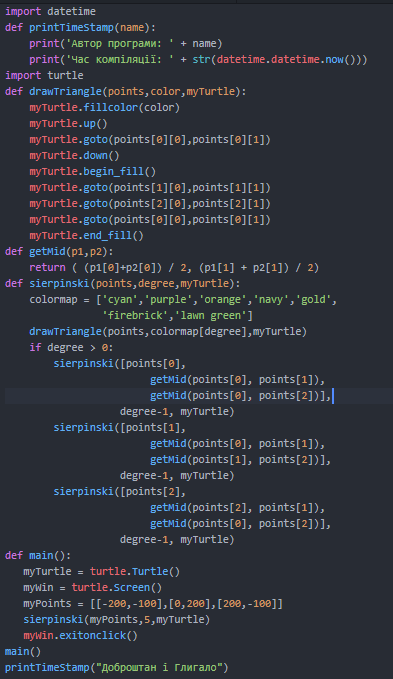 import datetime
def printTimeStamp(name):
    print('Автор програми: ' + name)
    print('Час компіляції: ' + str(datetime.datetime.now()))
import turtle
def drawTriangle(points,color,myTurtle):
    myTurtle.fillcolor(color)
    myTurtle.up()
    myTurtle.goto(points[0][0],points[0][1])
    myTurtle.down()
    myTurtle.begin_fill()
    myTurtle.goto(points[1][0],points[1][1])
    myTurtle.goto(points[2][0],points[2][1])
    myTurtle.goto(points[0][0],points[0][1])
    myTurtle.end_fill()
def getMid(p1,p2):
    return ( (p1[0]+p2[0]) / 2, (p1[1] + p2[1]) / 2)
def sierpinski(points,degree,myTurtle):
    colormap = ['cyan','purple','orange','navy','gold',
                'firebrick','lawn green']
    drawTriangle(points,colormap[degree],myTurtle)
    if degree > 0:
        sierpinski([points[0],
                        getMid(points[0], points[1]),
                        getMid(points[0], points[2])],
                   degree-1, myTurtle)
        sierpinski([points[1],
                        getMid(points[0], points[1]),
                        getMid(points[1], points[2])],
                   degree-1, myTurtle)
        sierpinski([points[2],
                        getMid(points[2], points[1]),
                        getMid(points[0], points[2])],
                   degree-1, myTurtle)
def main():
   myTurtle = turtle.Turtle()
   myWin = turtle.Screen()
   myPoints = [[-200,-100],[0,200],[200,-100]]
   sierpinski(myPoints,5,myTurtle)
   myWin.exitonclick()
main()
printTimeStamp("Доброштан і Глигало")